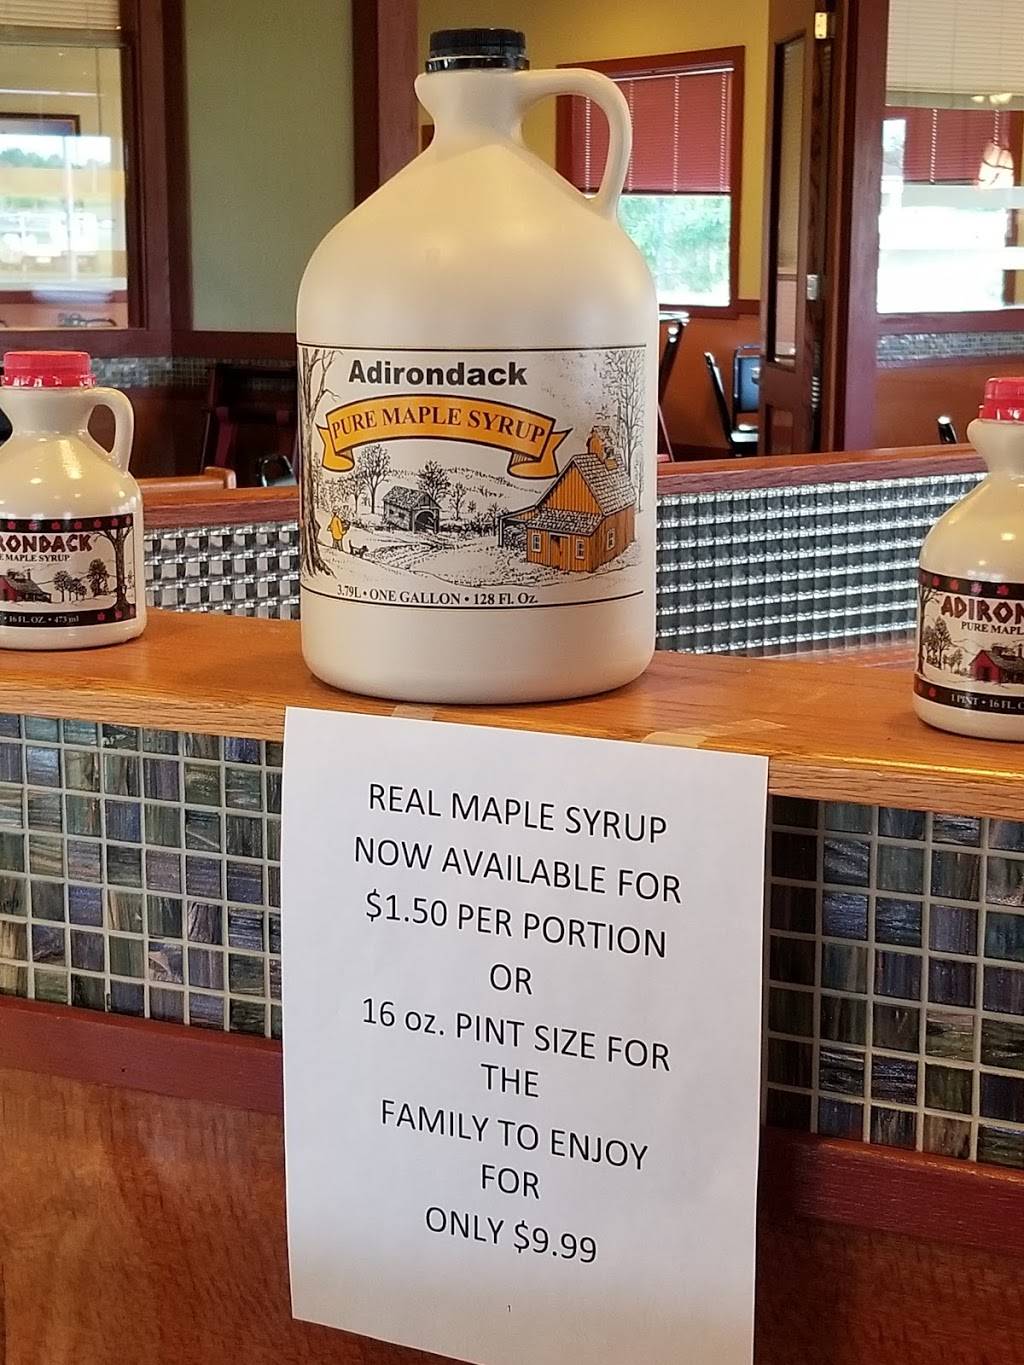 Adirondack
PURE MAPLE SYRUP
3.79L • ONE GALLON • 128 Fl. Oz.
RONDACK
E MAPLE SYRUP
• 16 FL. OZ. • 473 ml
ADIRON
PURE MAPL
1 PINT • 16 FL. O
REAL MAPLE SYRUP
NOW AVAILABLE FOR
$1.50 PER PORTION
OR
16 oz. PINT SIZE FOR
THE
FAMILY TO ENJOY
FOR
ONLY $9.99
1